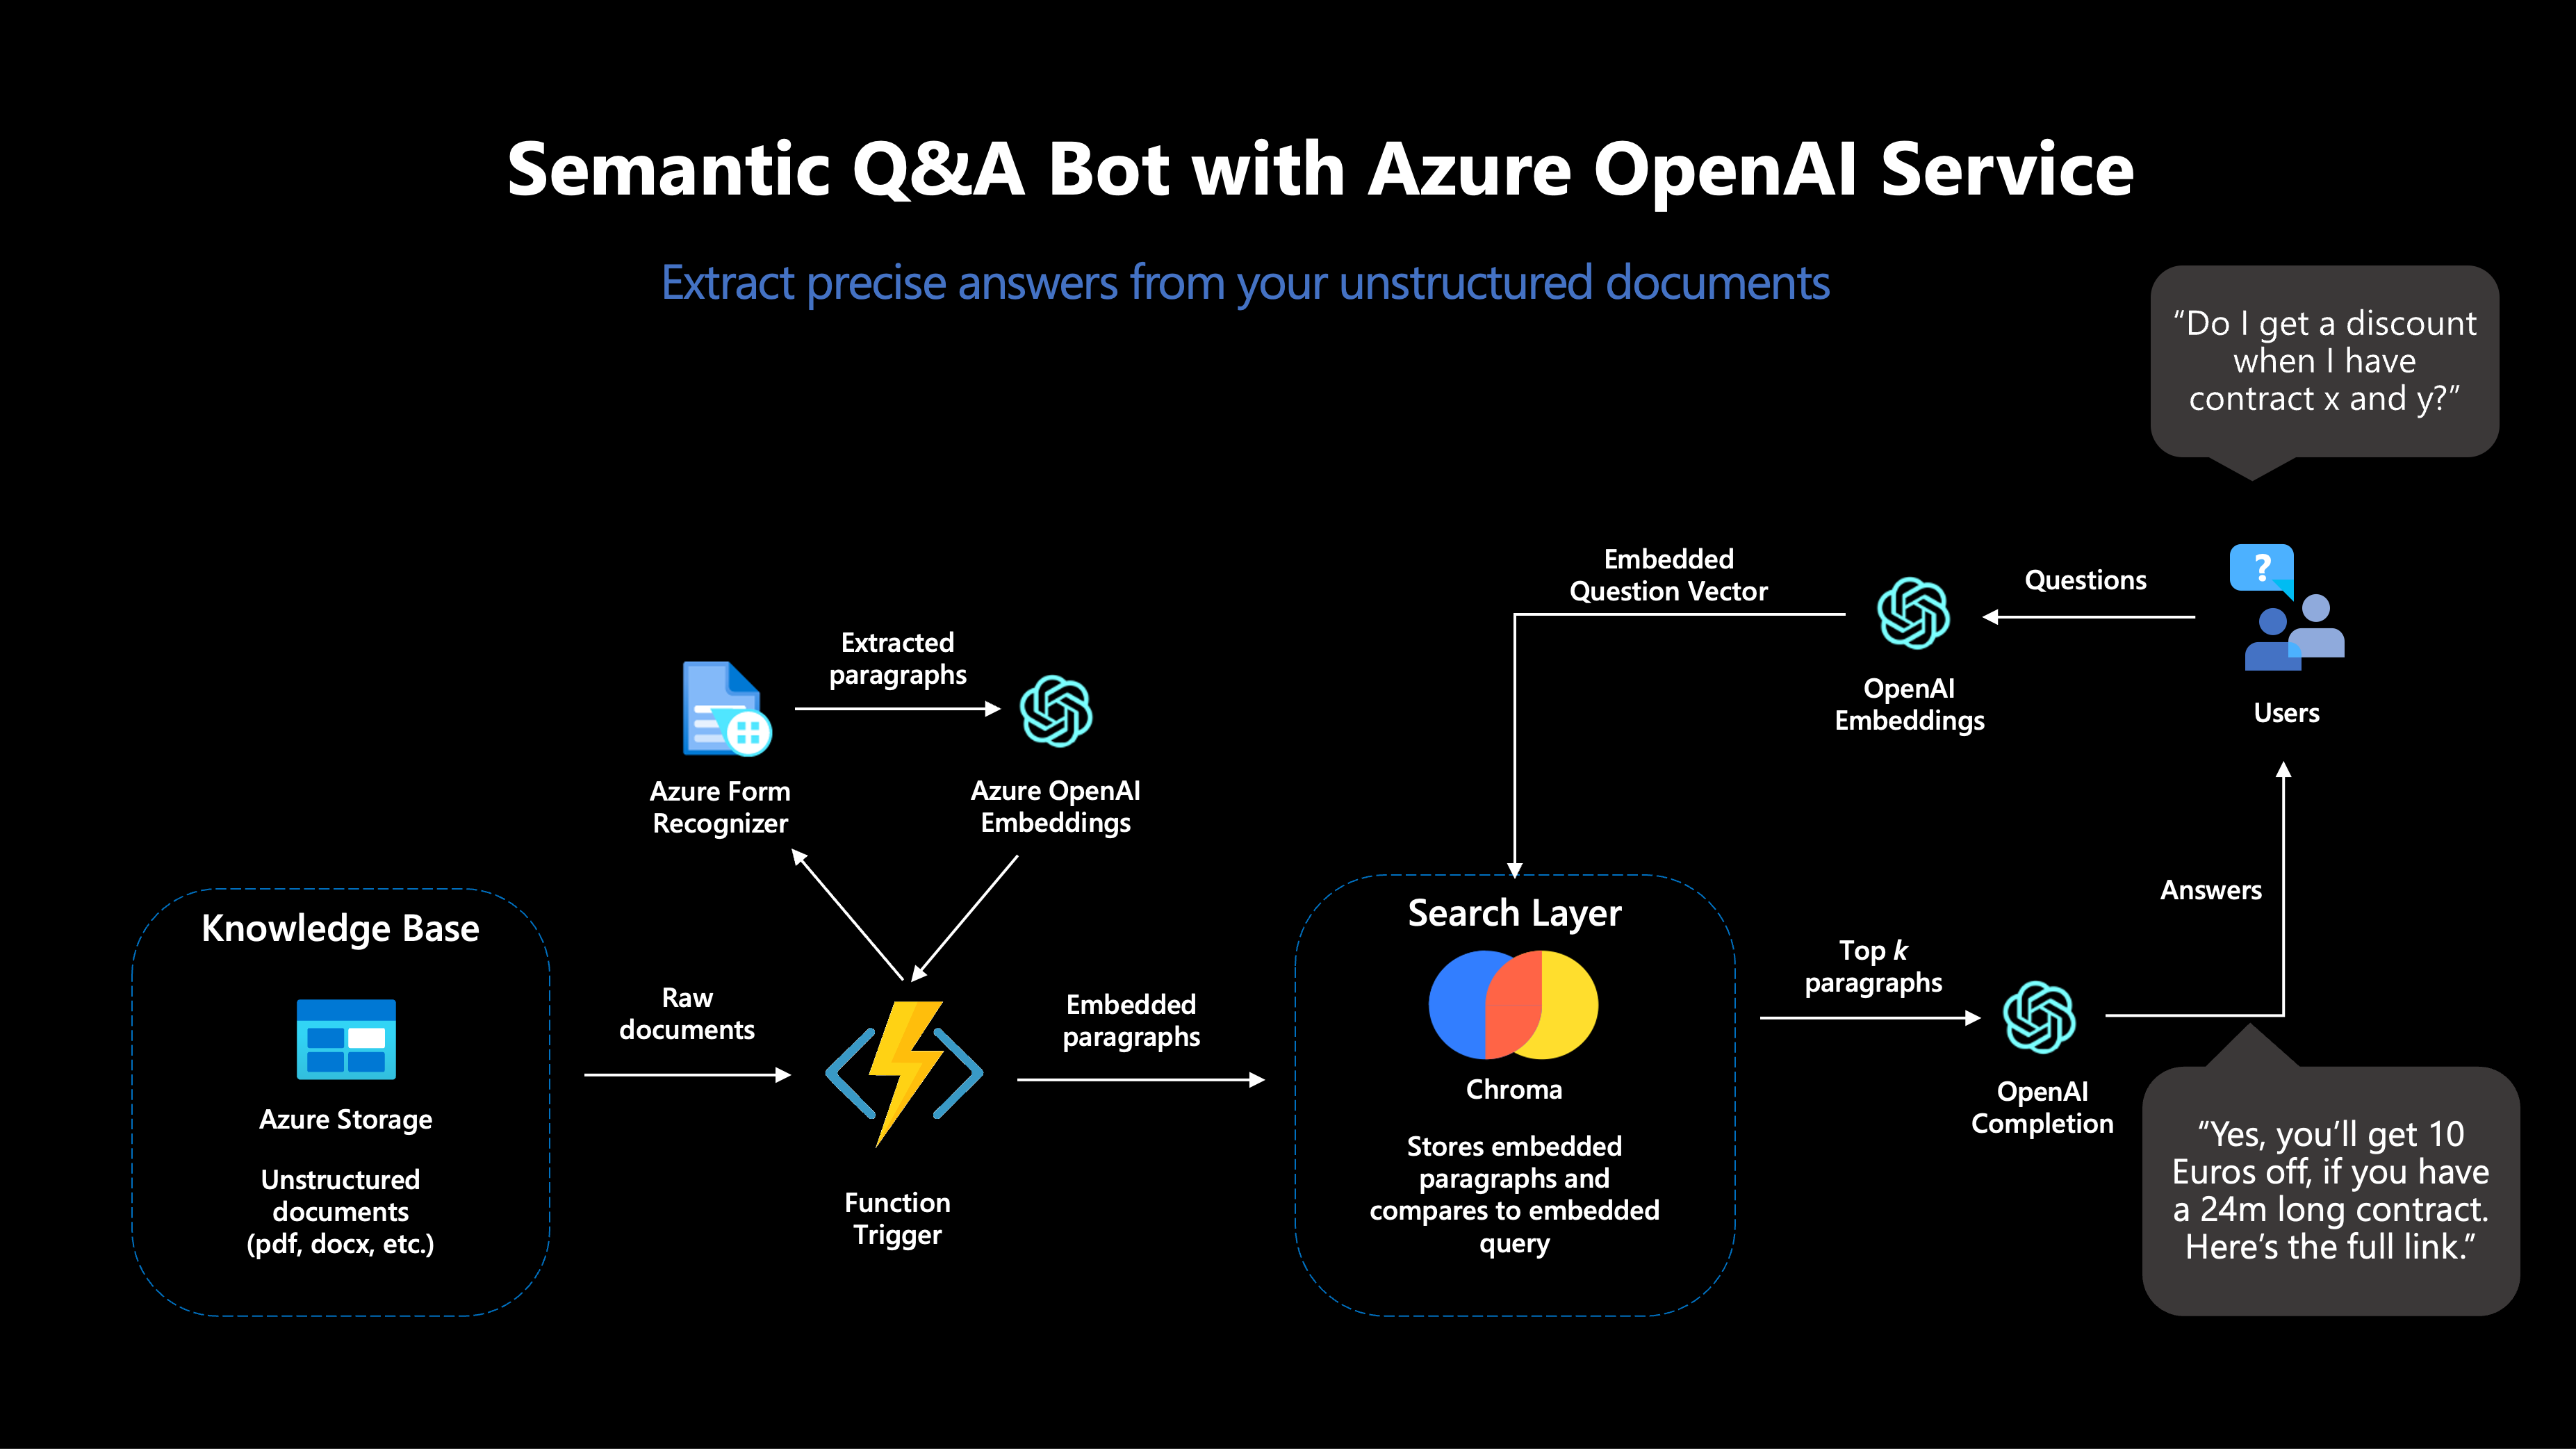 Semantic Q&A Bot with Azure OpenAI Service
Extract precise answers from your unstructured documents
“Do I get a discount
when I have
contract x and y?”
Embedded
Question Vector
Questions
?
OpenAI
Embeddings
Users
Extracted
paragraphs
Azure Form
Recognizer
Azure OpenAI
Embeddings
Knowledge Base
Azure Storage
Unstructured
documents
(pdf, docx, etc.)
Raw
documents
Function
Trigger
Embedded
paragraphs
Search Layer
Chroma
Stores embedded
paragraphs and
compares to embedded
query
Top k
paragraphs
OpenAI
Completion
Answers
“Yes, you’ll get 10
Euros off, if you have
a 24m long contract.
Here’s the full link.”